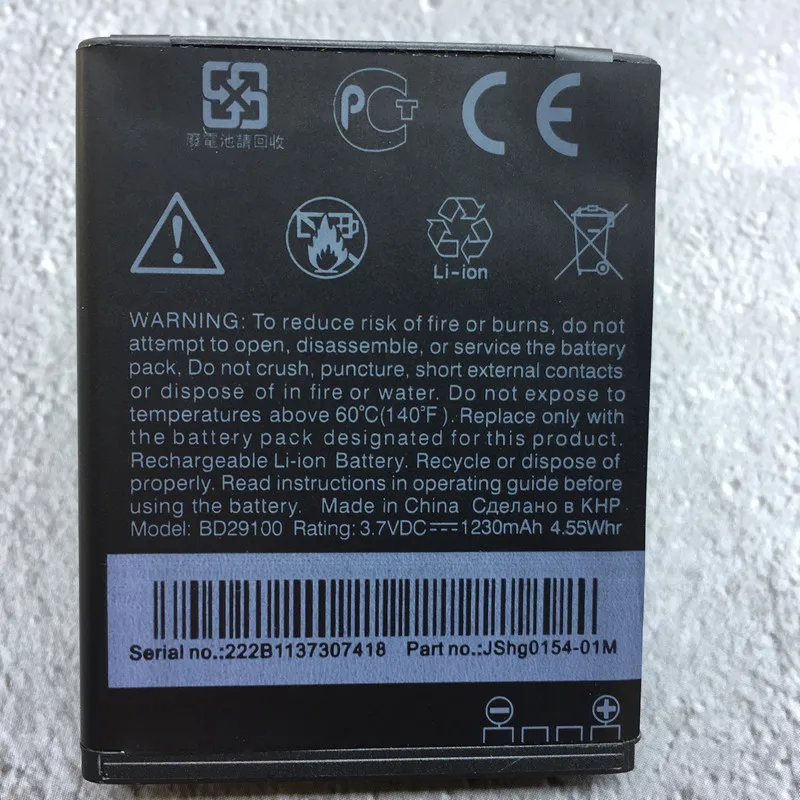 廢電池請回收
PCT
CE
Li-ion
WARNING: To reduce risk of fire or burns, do not
attempt to open, disassemble, or service the battery
pack, Do not crush, puncture, short external contacts
or dispose of in fire or water. Do not expose to
temperatures above 60℃(140℉). Replace only with
the battery pack designated for this product.
Rechargeable Li-ion Battery. Recycle or dispose of
properly. Read instructions in operating guide before
using the battery. Made in China Сделано в КНР
Model: BD29100 Rating: 3.7VDC⎓1230mAh 4.55Whr
Serial no.:222B1137307418 Part no.:JShg0154-01M